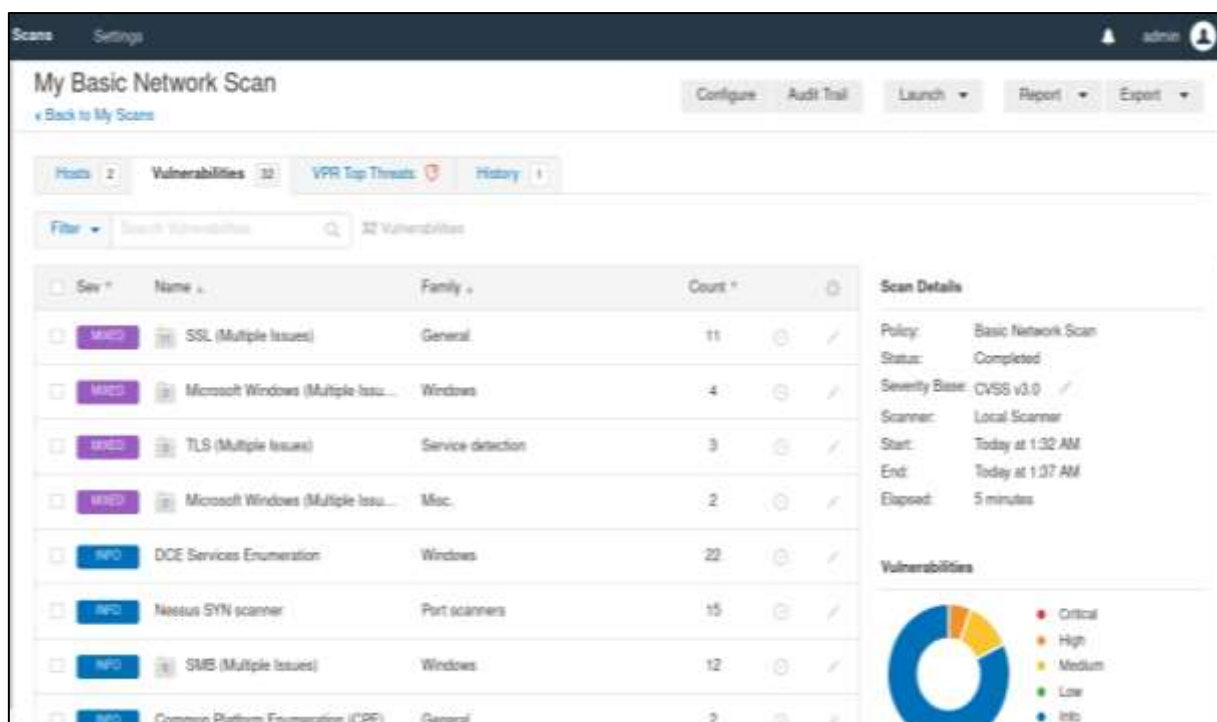 Scans Settings admin
My Basic Network Scan
Configure Audit Trail Launch Report Export
Back to My Scans
Hosts 2 Vulnerabilities 32 VPR Top Threats History 1
Filter Search Vulnerabilities 32 Vulnerabilities
Sev Name Family Count
MIXED SSL (Multiple Issues) General 11
MIXED Microsoft Windows (Multiple Issu... Windows 4
MIXED TLS (Multiple Issues) Service detection 3
MIXED Microsoft Windows (Multiple Issu... Misc. 2
INFO DCE Services Enumeration Windows 22
INFO Nessus SYN scanner Port scanners 15
INFO SMB (Multiple Issues) Windows 12
INFO Common Platform Enumeration (CPE) General 2
Scan Details
Policy: Basic Network Scan
Status: Completed
Severity Base: CVSS v3.0
Scanner: Local Scanner
Start: Today at 1:32 AM
End: Today at 1:37 AM
Elapsed: 5 minutes
Vulnerabilities
Critical
High
Medium
Low
Info